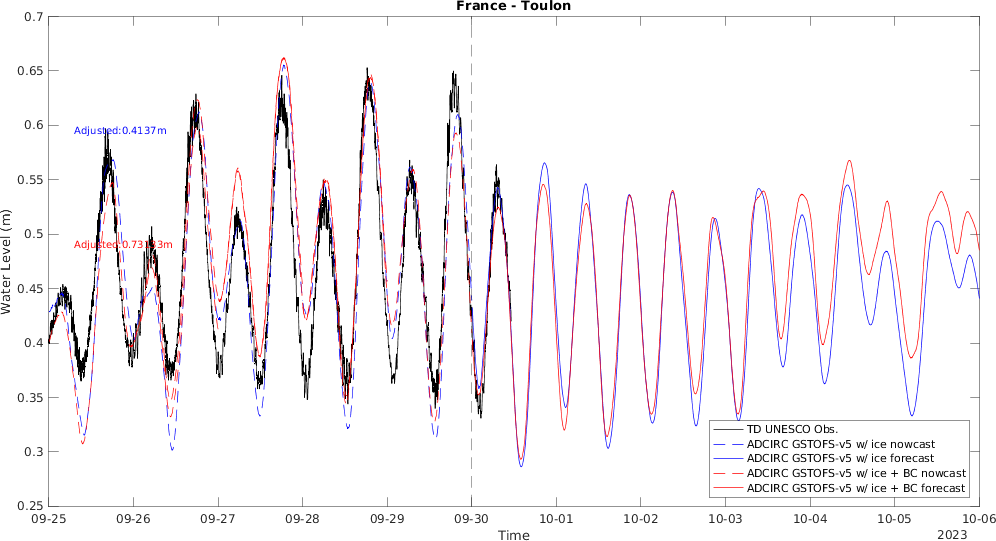 France - Toulon
0.7
0.65
0.6
0.55
0.5
0.45
0.4
0.35
0.3
0.25
Water Level (m)
Adjusted:0.4137m
TD UNESCO Obs.
ADCIRC GSTOFS-v5 w/ ice nowcast
ADCIRC GSTOFS-v5 w/ ice forecast
ADCIRC GSTOFS-v5 w/ ice + BC nowcast
ADCIRC GSTOFS-v5 w/ ice + BC forecast
09-25 09-26 09-27 09-28 09-29 09-30 10-01 10-02 10-03 10-04 10-05 10-06
Time
2023